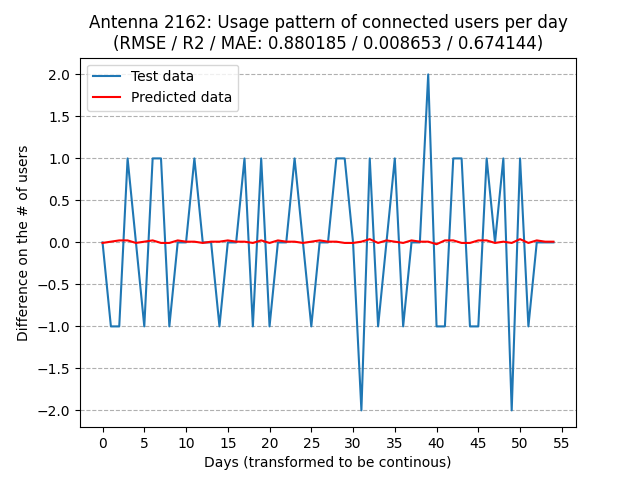 Antenna 2162: Usage pattern of connected users per day
(RMSE / R2 / MAE: 0.880185 / 0.008653 / 0.674144)
Test data
Predicted data
Difference on the # of users
2.0
1.5
1.0
0.5
0.0
−0.5
−1.0
−1.5
−2.0
0 5 10 15 20 25 30 35 40 45 50 55
Days (transformed to be continous)